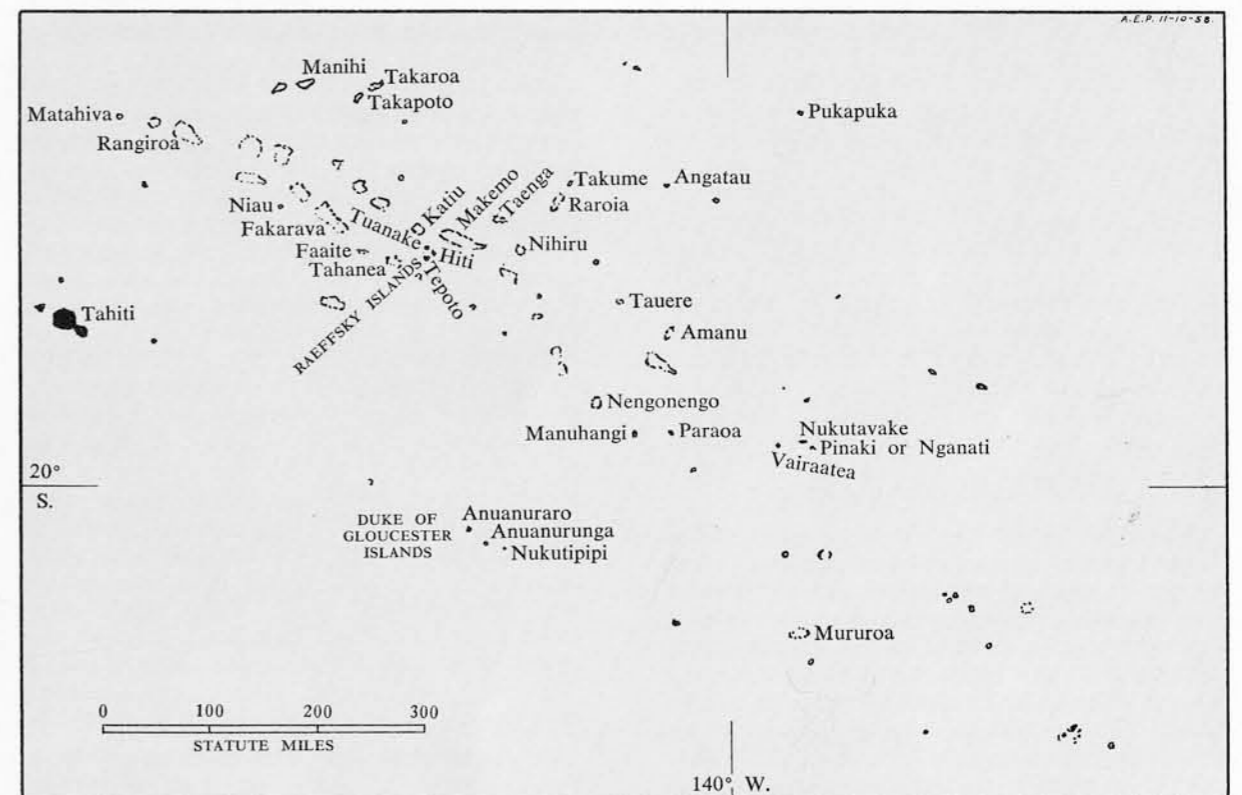 A.E.P. 11-10-58.
Manihi
Takaroa
Takapoto
Matahiva
Rangiroa
Pukapuka
Niau
Fakarava
Faaite
Tahanea
Tuanake
Katiu
Makemo
Taenga
Takume
Raroia
Angatau
Hiti
Tepoto
RAEFFSKY ISLANDS
Nihiru
Tahiti
Tauere
Amanu
Nengonengo
Manuhangi
Paraoa
Nukutavake
Pinaki or Nganati
Vairaatea
20°
S.
DUKE OF
GLOUCESTER
ISLANDS
Anuanuraro
Anuanurunga
Nukutipipi
Mururoa
0 100 200 300
STATUTE MILES
140° W.